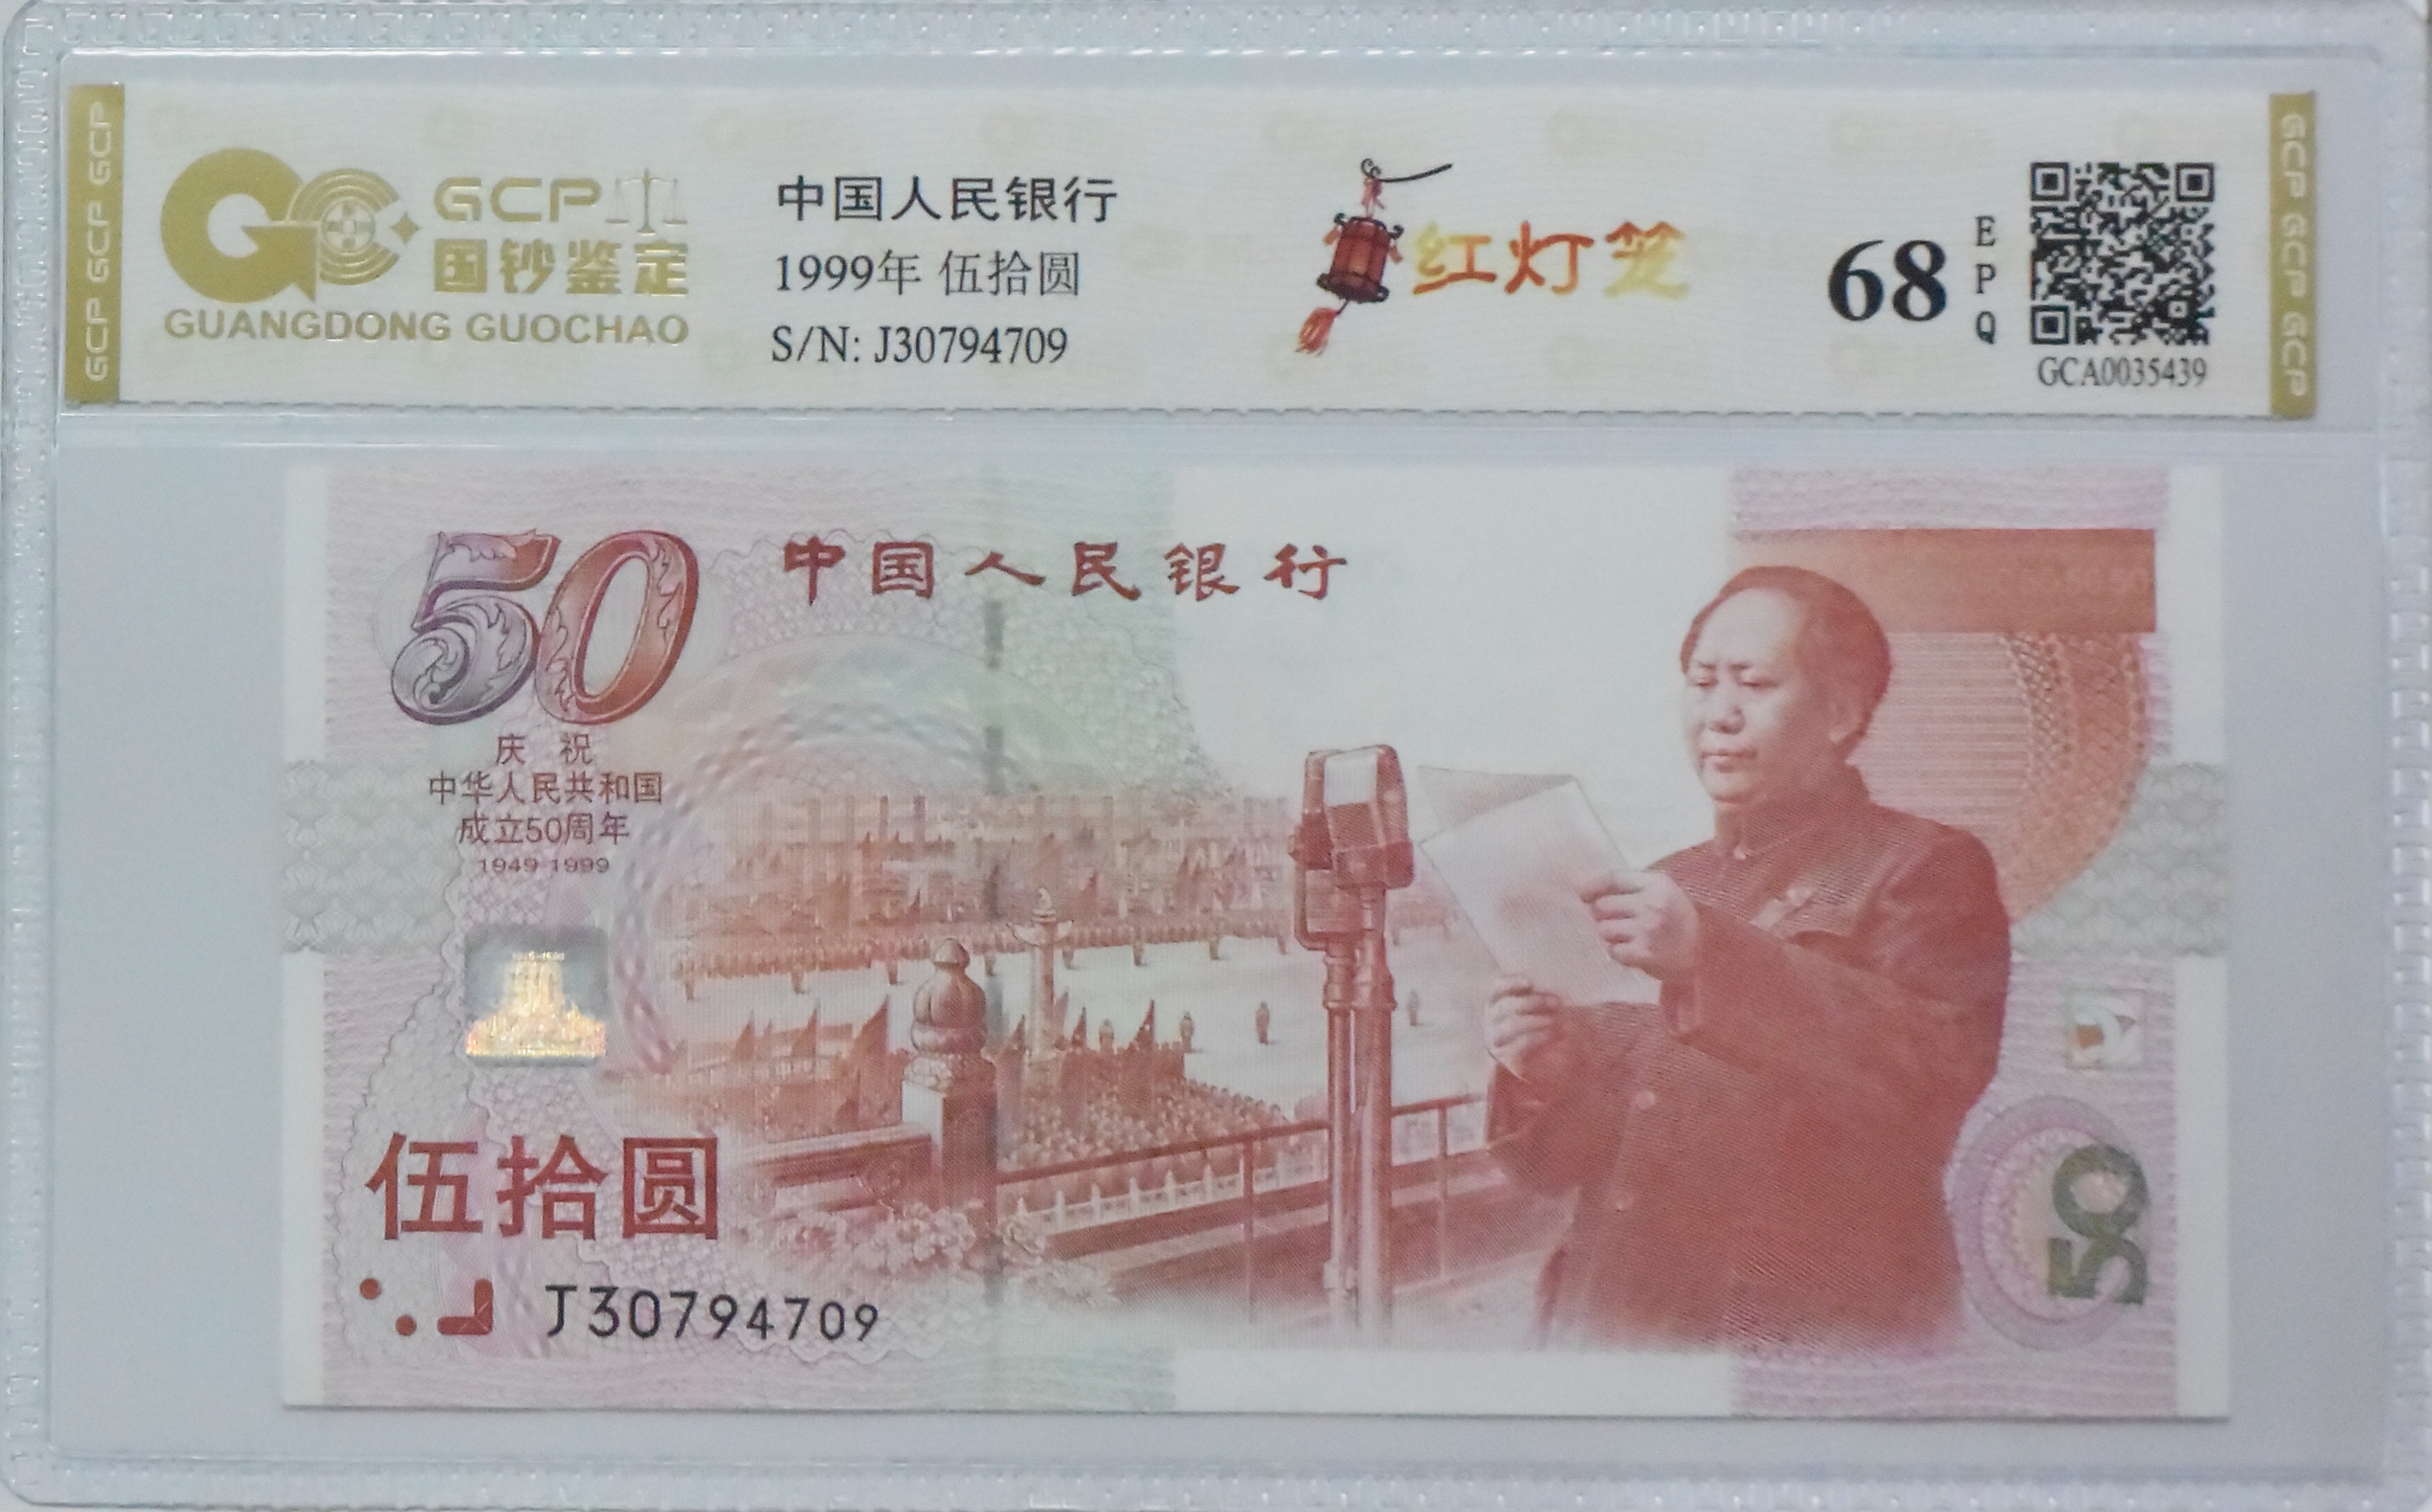 GCP GCP GCP
GCP
国钞鉴定
GUANGDONG GUOCHAO
中国人民银行
1999年 伍拾圆
S/N: J30794709
红灯笼
68
E
P
Q
GCA0035439
GCP GCP GCP
50
中国人民银行
庆 祝
中华人民共和国
成立50周年
1949-1999
伍拾圆
J30794709
50